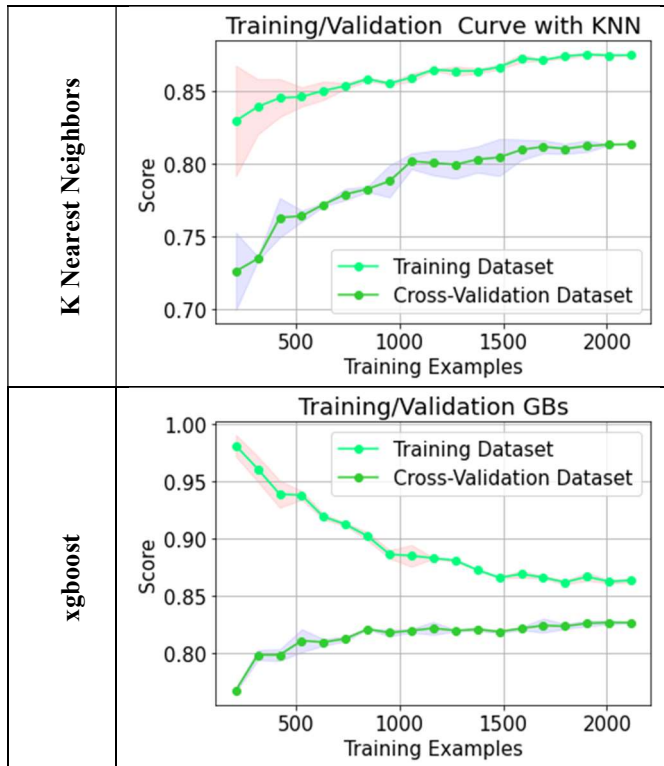 K Nearest Neighbors
Training/Validation  Curve with KNN
Score
0.85
0.80
0.75
0.70
Training Dataset
Cross-Validation Dataset
500
1000
1500
2000
Training Examples
xgboost
Training/Validation GBs
Score
1.00
0.95
0.90
0.85
0.80
Training Dataset
Cross-Validation Dataset
500
1000
1500
2000
Training Examples